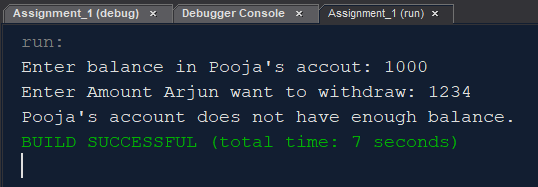 Assignment_1 (debug) × Debugger Console × Assignment_1 (run) ×
run:
Enter balance in Pooja's accout: 1000
Enter Amount Arjun want to withdraw: 1234
Pooja's account does not have enough balance.
BUILD SUCCESSFUL (total time: 7 seconds)